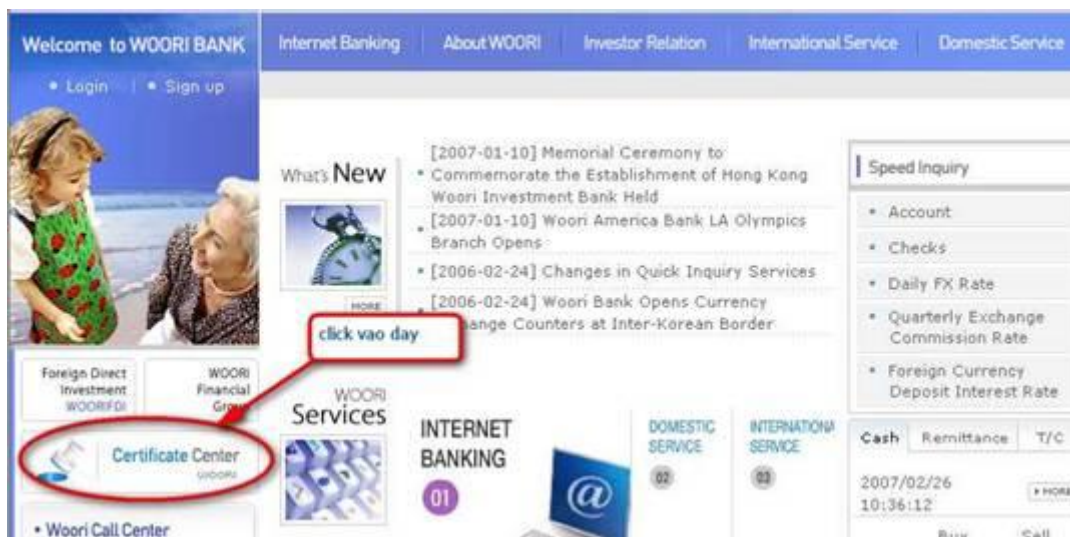 Welcome to WOORI BANK
Internet Banking
About WOORI
Investor Relation
International Service
Domestic Service
• Login
• Sign up
What's New
• [2007-01-10] Memorial Ceremony to
Commemorate the Establishment of Hong Kong
Woori Investment Bank Held
• [2007-01-10] Woori America Bank LA Olympics
Branch Opens
• [2006-02-24] Changes in Quick Inquiry Services
[2006-02-24] Woori Bank Opens Currency
Counters at Inter-Korean Border
MORE
click vao day
Speed Inquiry
• Account
• Checks
• Daily FX Rate
• Quarterly Exchange
Commission Rate
• Foreign Currency
Deposit Interest Rate
Foreign Direct
Investment
WOORIFDI
WOORI
Financial
Certificate Center
WOORI
• Woori Call Center
WOORI
Services
INTERNET
BANKING
01
@
DOMESTIC
SERVICE
02
INTERNATIONA
SERVICE
03
Cash
Remittance
T/C
2007/02/26
10:36:12
MORE
Buy
Sell